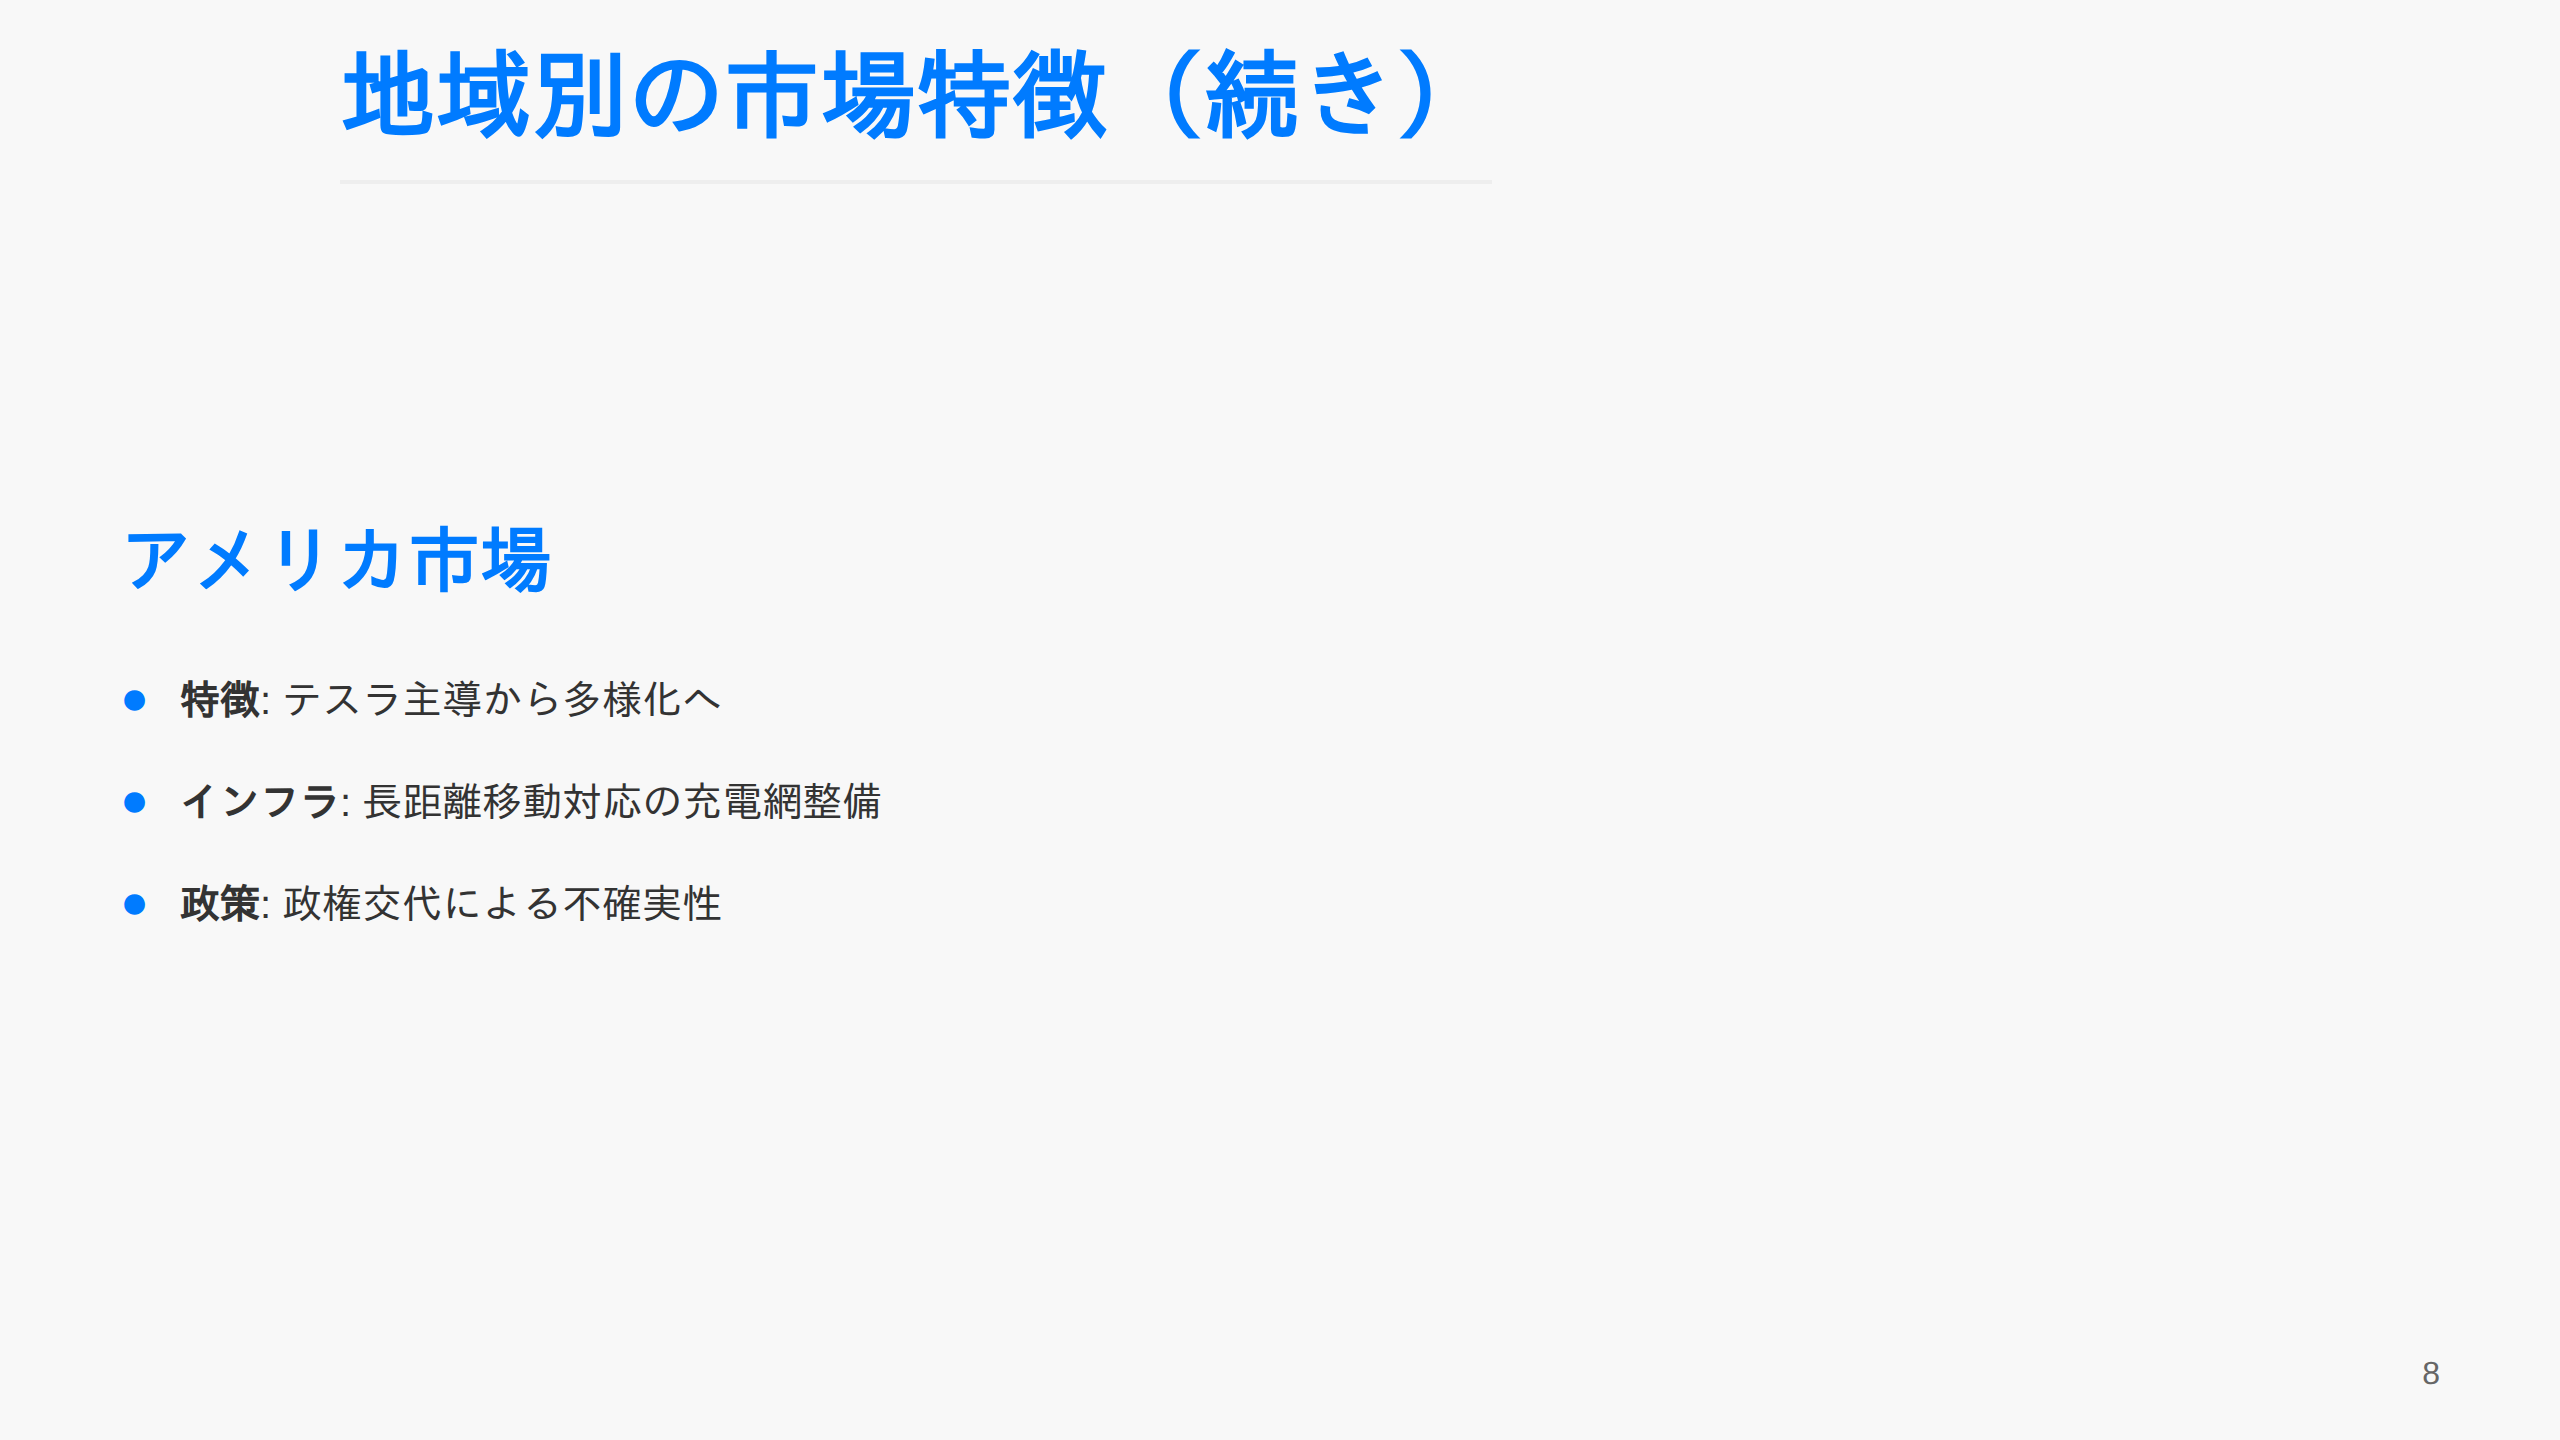 地域別の市場特徴（続き）
アメリカ市場
● 特徴: テスラ主導から多様化へ
● インフラ: 長距離移動対応の充電網整備
● 政策: 政権交代による不確実性
8